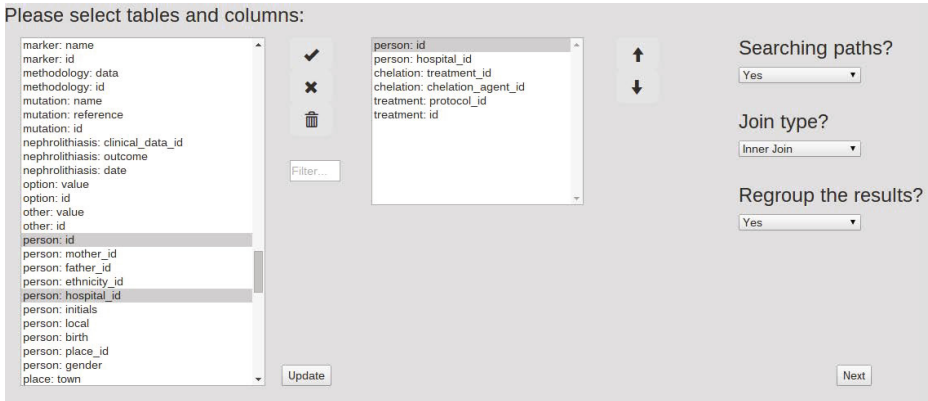 Please select tables and columns:
marker: name
marker: id
methodology: data
methodology: id
mutation: name
mutation: reference
mutation: id
nephrolithiasis: clinical_data_id
nephrolithiasis: outcome
nephrolithiasis: date
option: value
option: id
other: value
other: id
person: id
person: mother_id
person: father_id
person: ethnicity_id
person: hospital_id
person: initials
person: local
person: birth
person: place_id
person: gender
place: town
Filter...
Update
person: id
person: hospital_id
chelation: treatment_id
chelation: chelation_agent_id
treatment: protocol_id
treatment: id
Searching paths?
Yes
Join type?
Inner Join
Regroup the results?
Yes
Next